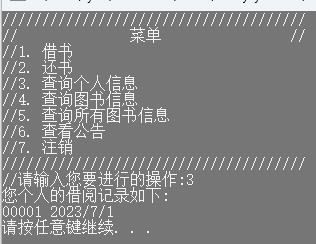 //////////////////////////////////////
// 菜单 //
//1. 借书
//2. 还书
//3. 查询个人信息
//4. 查询图书信息
//5. 查询所有图书信息
//6. 查看公告
//7. 注销
//////////////////////////////////////
//请输入您要进行的操作:3
您个人的借阅记录如下:
00001 2023/7/1
请按任意键继续. . .